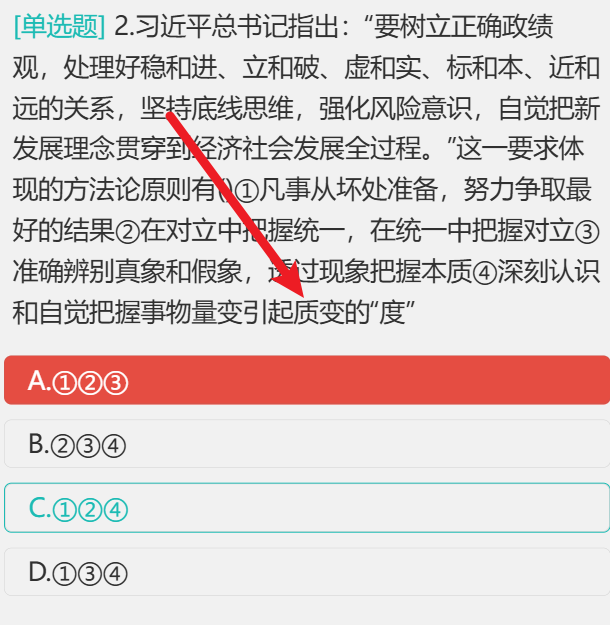 [单选题] 2.习近平总书记指出：“要树立正确政绩
观，处理好稳和进、立和破、虚和实、标和本、近和
远的关系，坚持底线思维，强化风险意识，自觉把新
发展理念贯穿到经济社会发展全过程。”这一要求体
现的方法论原则有()①凡事从坏处准备，努力争取最
好的结果②在对立中把握统一，在统一中把握对立③
准确辨别真象和假象，透过现象把握本质④深刻认识
和自觉把握事物量变引起质变的“度”
A.①②③
B.②③④
C.①②④
D.①③④